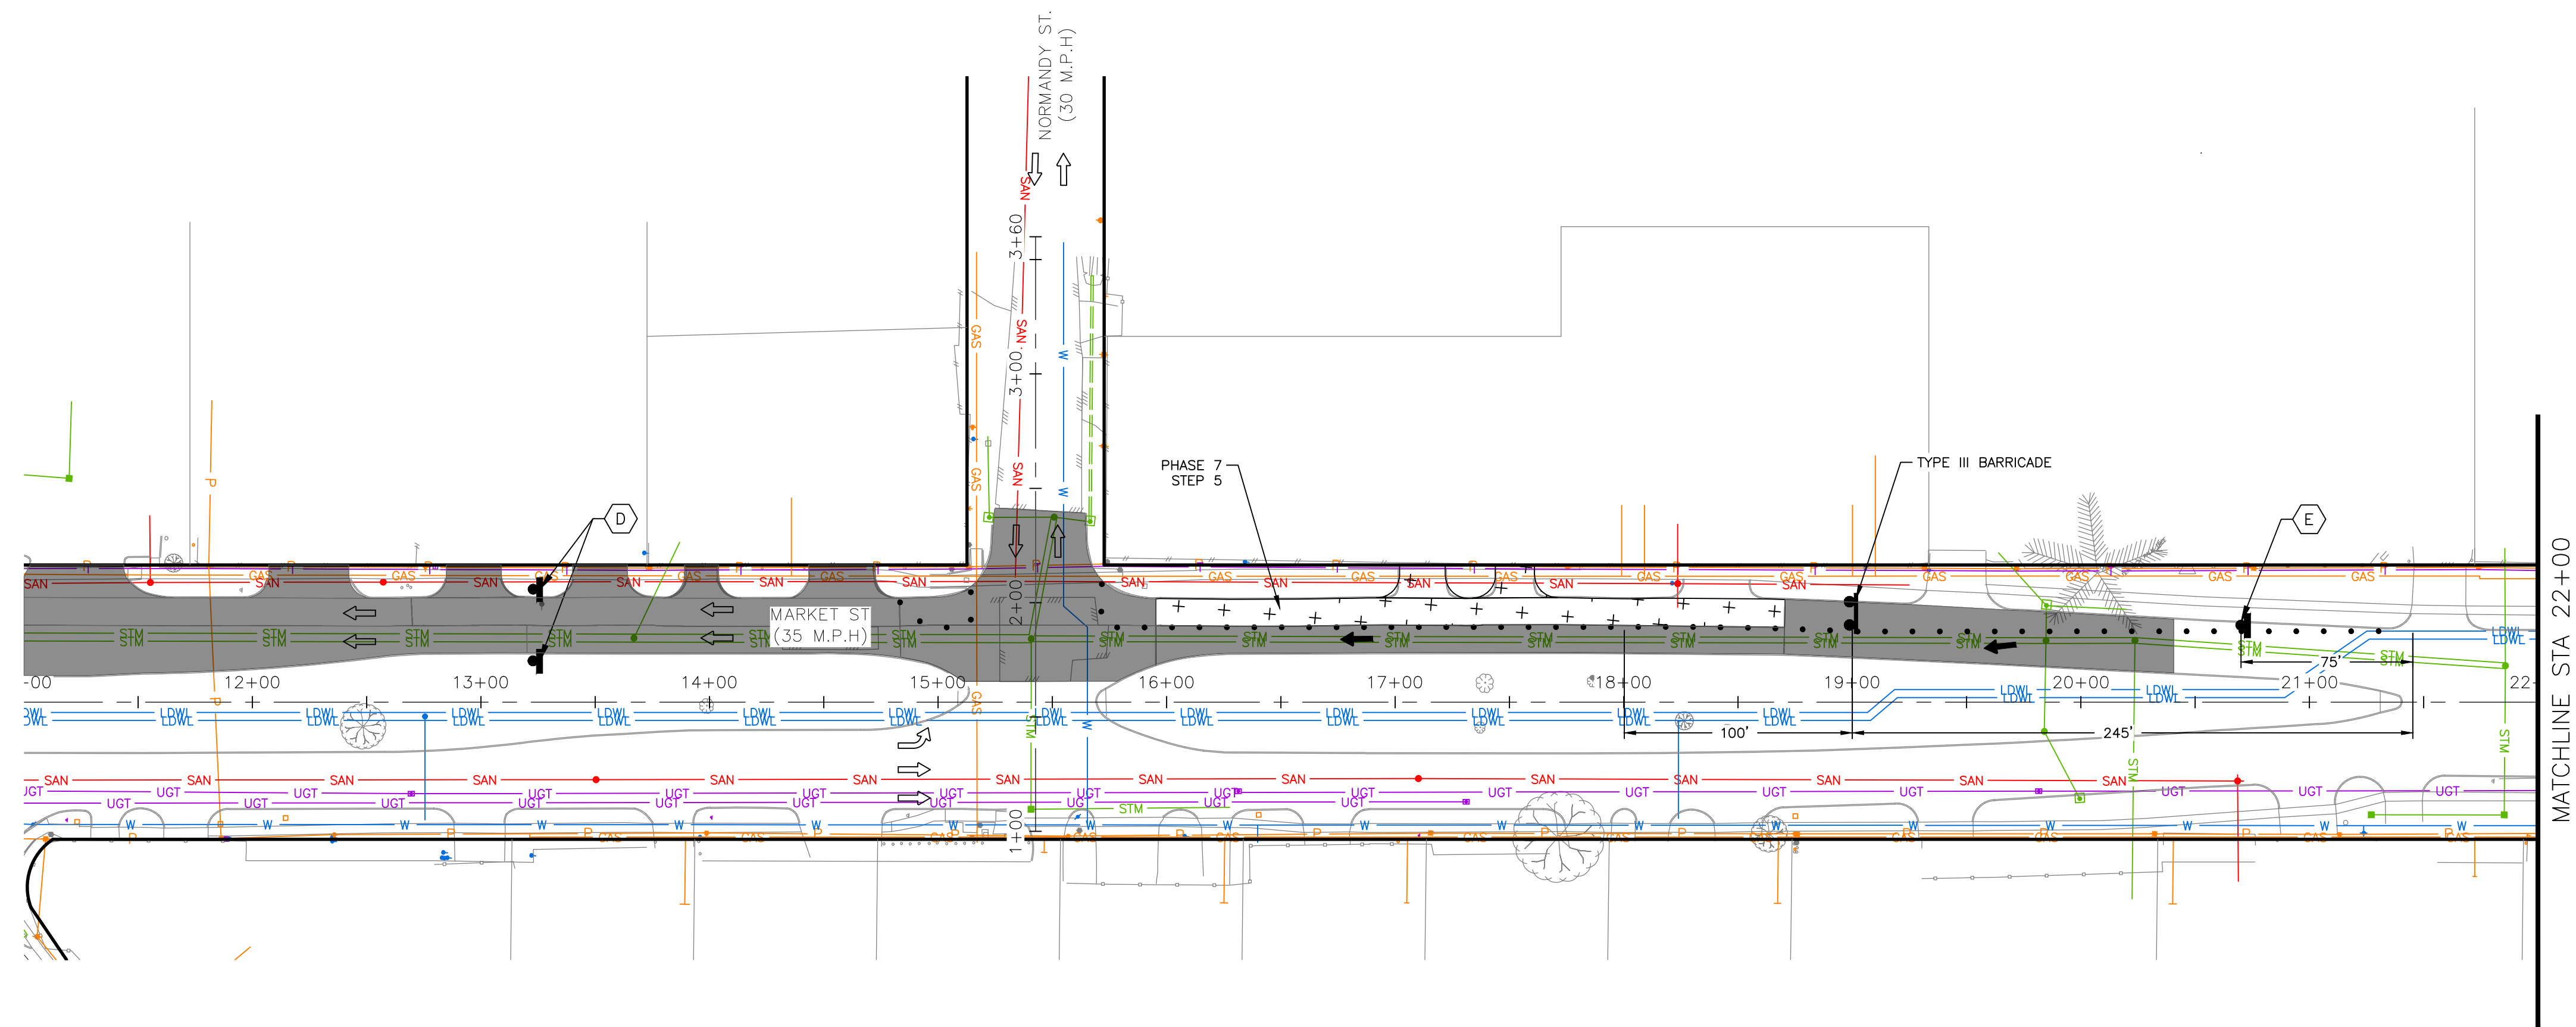 NORMANDY ST.
(30 M.P.H)
3+60
3+00
2+00
1+00
PHASE 7
STEP 5
TYPE III BARRICADE
D
E
MARKET ST
(35 M.P.H)
-00 12+00 13+00 14+00 15+00 16+00 17+00 18+00 19+00 20+00 21+00 22
75'
100'
245'
MATCHLINE STA 22+00
P
GAS
SAN
STM
LDWL
UGT
W
T